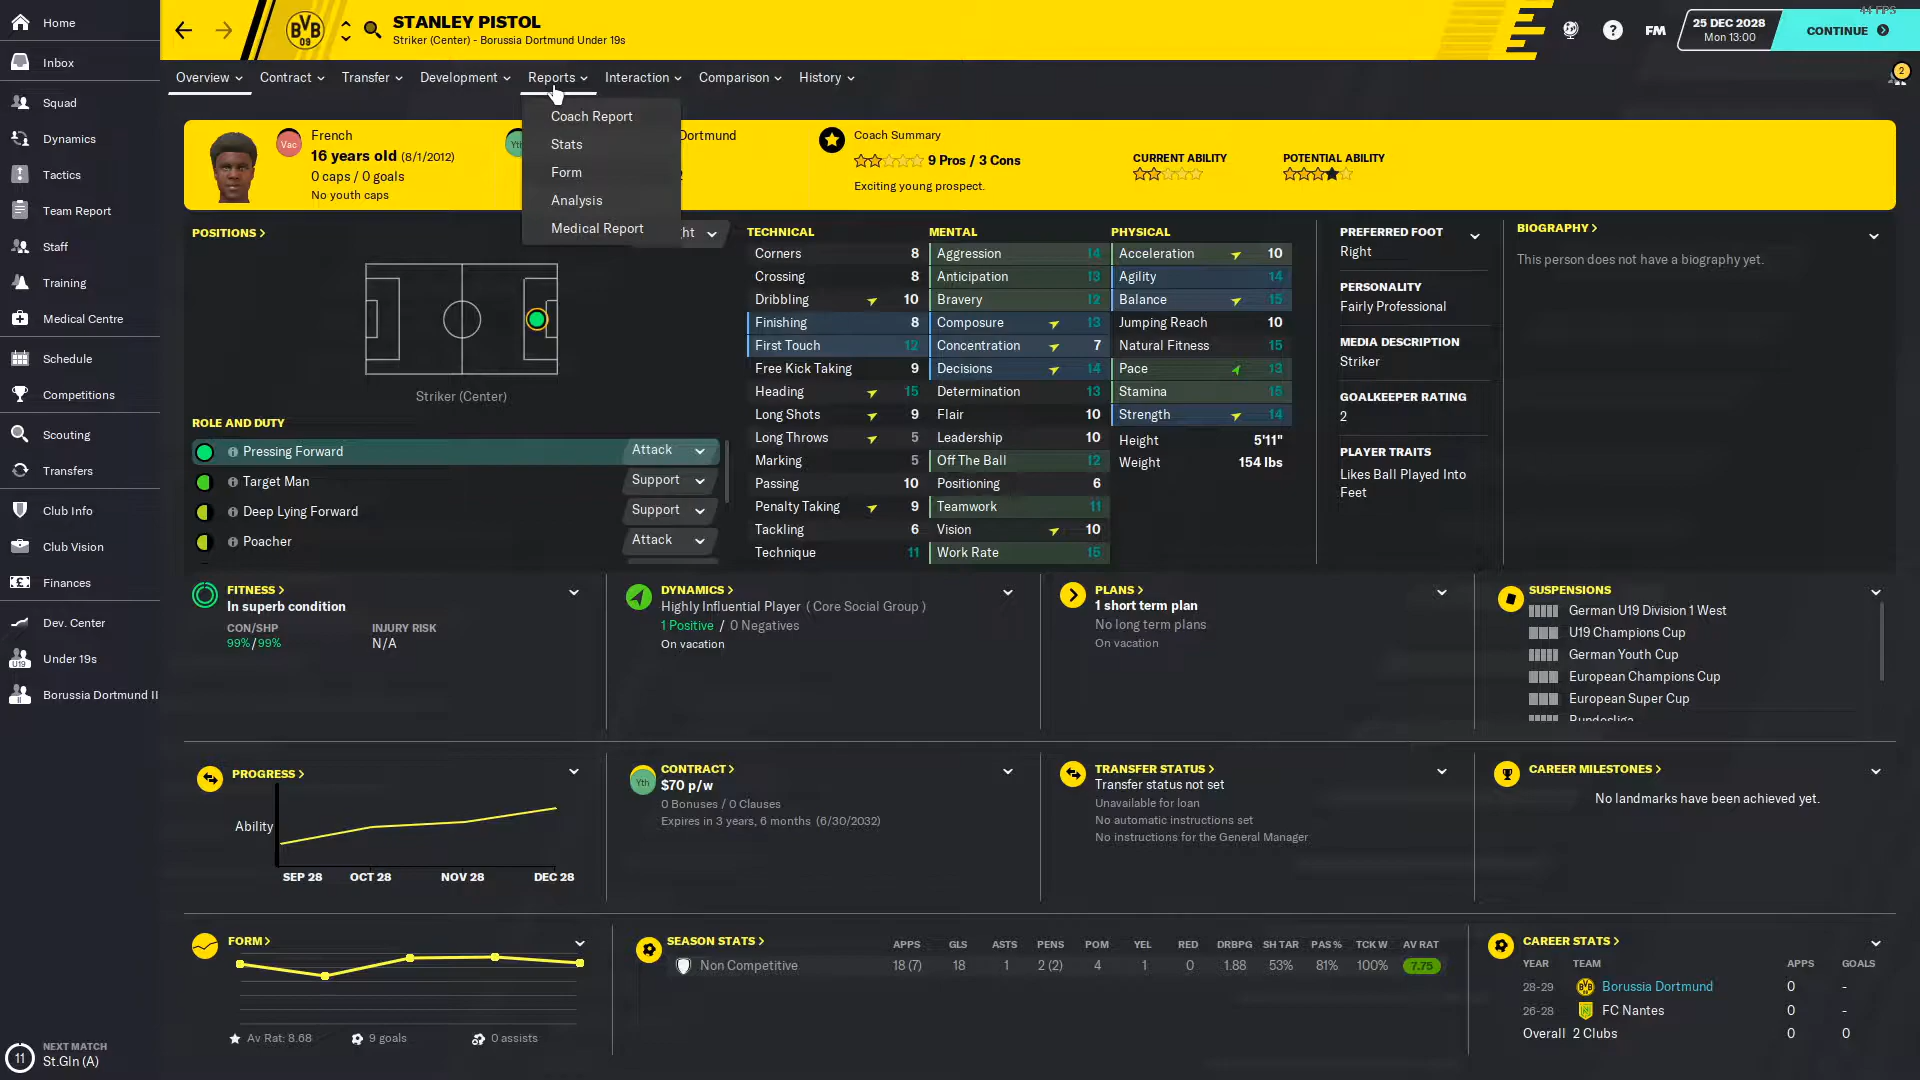 Home
Inbox
Squad
Dynamics
Tactics
Team Report
Staff
Training
Medical Centre
Schedule
Competitions
Scouting
Transfers
Club Info
Club Vision
Finances
Dev. Center
Under 19s
Borussia Dortmund II
NEXT MATCH
11 St.Gln (A)
STANLEY PISTOL
Striker (Center) - Borussia Dortmund Under 19s
FM
25 DEC 2028
Mon 13:00
CONTINUE
44 FPS
2
Overview Contract Transfer Development Reports Interaction Comparison History
Coach Report
Stats
Form
Analysis
Medical Report
Vac
French
16 years old (8/1/2012)
0 caps / 0 goals
No youth caps
Dortmund
Coach Summary
9 Pros / 3 Cons
Exciting young prospect.
CURRENT ABILITY
POTENTIAL ABILITY
POSITIONS >
Striker (Center)
ROLE AND DUTY
Pressing Forward Attack
Target Man Support
Deep Lying Forward Support
Poacher Attack
TECHNICAL
Corners 8
Crossing 8
Dribbling 10
Finishing 8
First Touch 12
Free Kick Taking 9
Heading 15
Long Shots 9
Long Throws 5
Marking 5
Passing 10
Penalty Taking 9
Tackling 6
Technique 11
MENTAL
Aggression 14
Anticipation 13
Bravery 12
Composure 13
Concentration 7
Decisions 14
Determination 13
Flair 10
Leadership 10
Off The Ball 12
Positioning 6
Teamwork 11
Vision 10
Work Rate 15
PHYSICAL
Acceleration 10
Agility 14
Balance 15
Jumping Reach 10
Natural Fitness 15
Pace 13
Stamina 15
Strength 14
Height 5'11"
Weight 154 lbs
PREFERRED FOOT
Right
PERSONALITY
Fairly Professional
MEDIA DESCRIPTION
Striker
GOALKEEPER RATING
2
PLAYER TRAITS
Likes Ball Played Into
Feet
BIOGRAPHY >
This person does not have a biography yet.
FITNESS >
In superb condition
CON/SHP INJURY RISK
99%/99% N/A
DYNAMICS >
Highly Influential Player ( Core Social Group )
1 Positive / 0 Negatives
On vacation
PLANS >
1 short term plan
No long term plans
On vacation
SUSPENSIONS
German U19 Division 1 West
U19 Champions Cup
German Youth Cup
European Champions Cup
European Super Cup
Bundesliga
PROGRESS >
Ability
SEP 28 OCT 28 NOV 28 DEC 28
Yth
CONTRACT >
$70 p/w
0 Bonuses / 0 Clauses
Expires in 3 years, 6 months (6/30/2032)
TRANSFER STATUS >
Transfer status not set
Unavailable for loan
No automatic instructions set
No instructions for the General Manager
CAREER MILESTONES >
No landmarks have been achieved yet.
FORM >
Av Rat: 8.68 9 goals 0 assists
SEASON STATS > APPS GLS ASTS PENS POM YEL RED DRBPG SH TAR PAS % TCK W AV RAT
Non Competitive 18 (7) 18 1 2 (2) 4 1 0 1.88 53% 81% 100% 7.75
CAREER STATS >
YEAR TEAM APPS GOALS
28-29 Borussia Dortmund 0 -
26-28 FC Nantes 0 -
Overall 2 Clubs 0 0